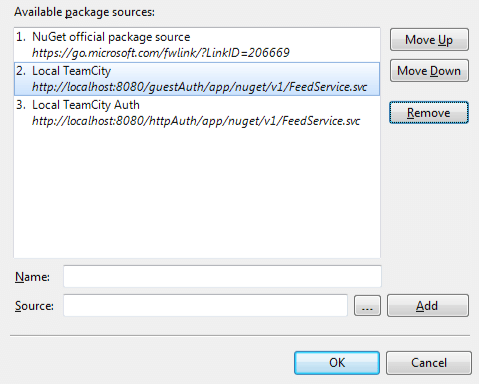 Available package sources:
1. NuGet official package source
https://go.microsoft.com/fwlink/?LinkID=206669
2. Local TeamCity
http://localhost:8080/guestAuth/app/nuget/v1/FeedService.svc
3. Local TeamCity Auth
http://localhost:8080/httpAuth/app/nuget/v1/FeedService.svc
Move Up
Move Down
Remove
Name:
Source:
...
Add
OK
Cancel